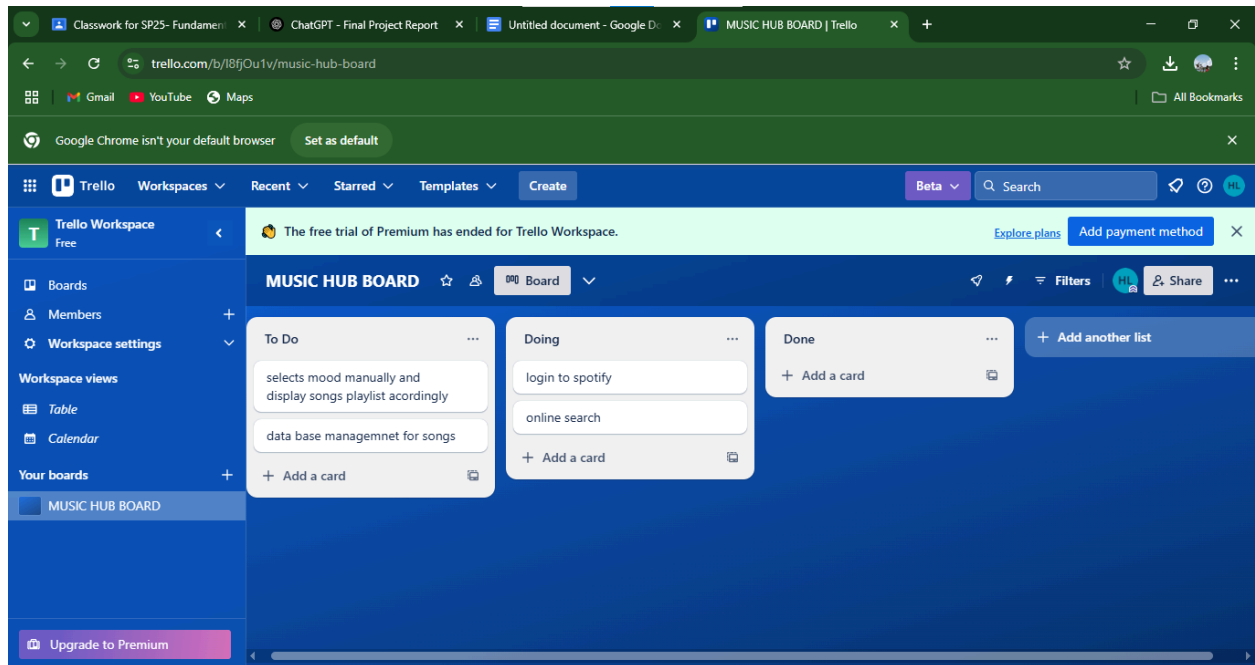 Classwork for SP25- Fundament
ChatGPT - Final Project Report
Untitled document - Google Do
MUSIC HUB BOARD | Trello
trello.com/b/l8fjOu1v/music-hub-board
Gmail YouTube Maps
All Bookmarks
Google Chrome isn't your default browser Set as default
Trello Workspaces Recent Starred Templates Create Beta Search HL
T Trello Workspace
Free
The free trial of Premium has ended for Trello Workspace. Explore plans Add payment method
MUSIC HUB BOARD Board Filters HL Share
Boards
Members
Workspace settings
Workspace views
Table
Calendar
Your boards
MUSIC HUB BOARD
Upgrade to Premium
To Do
selects mood manually and
display songs playlist acordingly
data base managemnet for songs
+ Add a card
Doing
login to spotify
online search
+ Add a card
Done
+ Add a card
+ Add another list